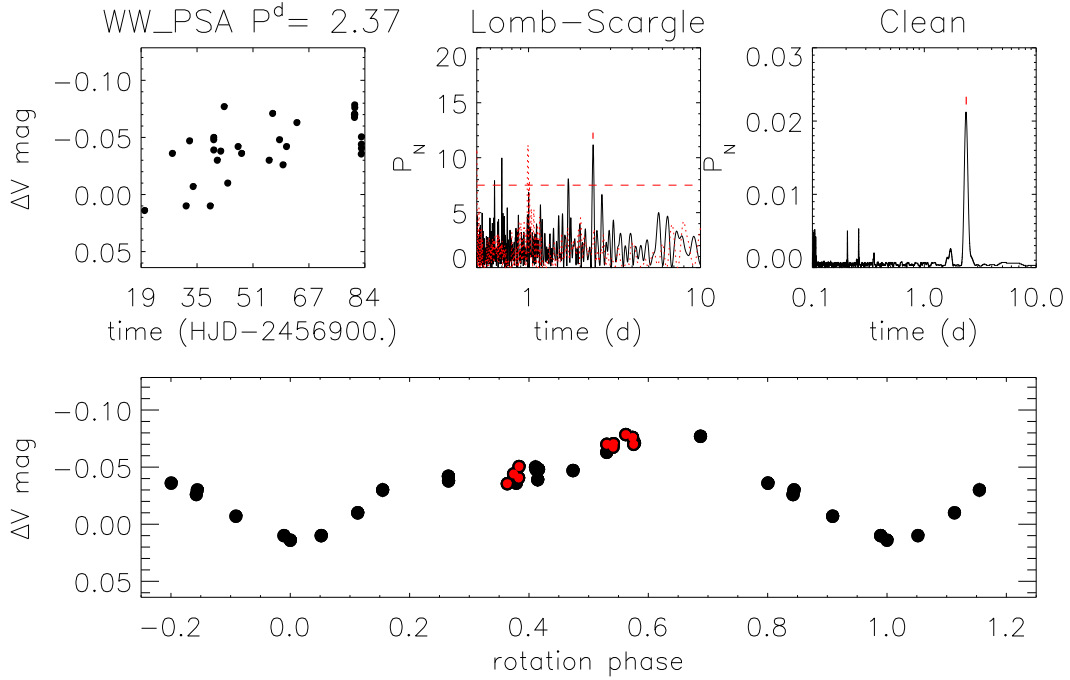 WW_PSA P^d= 2.37
Lomb-Scargle
Clean
ΔV mag
-0.10
-0.05
0.00
0.05
19 35 51 67 84
time (HJD-2456900.)
P_N
20
15
10
5
0
1 10
time (d)
P_N
0.03
0.02
0.01
0.00
0.1 1.0 10.0
time (d)
ΔV mag
-0.10
-0.05
0.00
0.05
-0.2 0.0 0.2 0.4 0.6 0.8 1.0 1.2
rotation phase